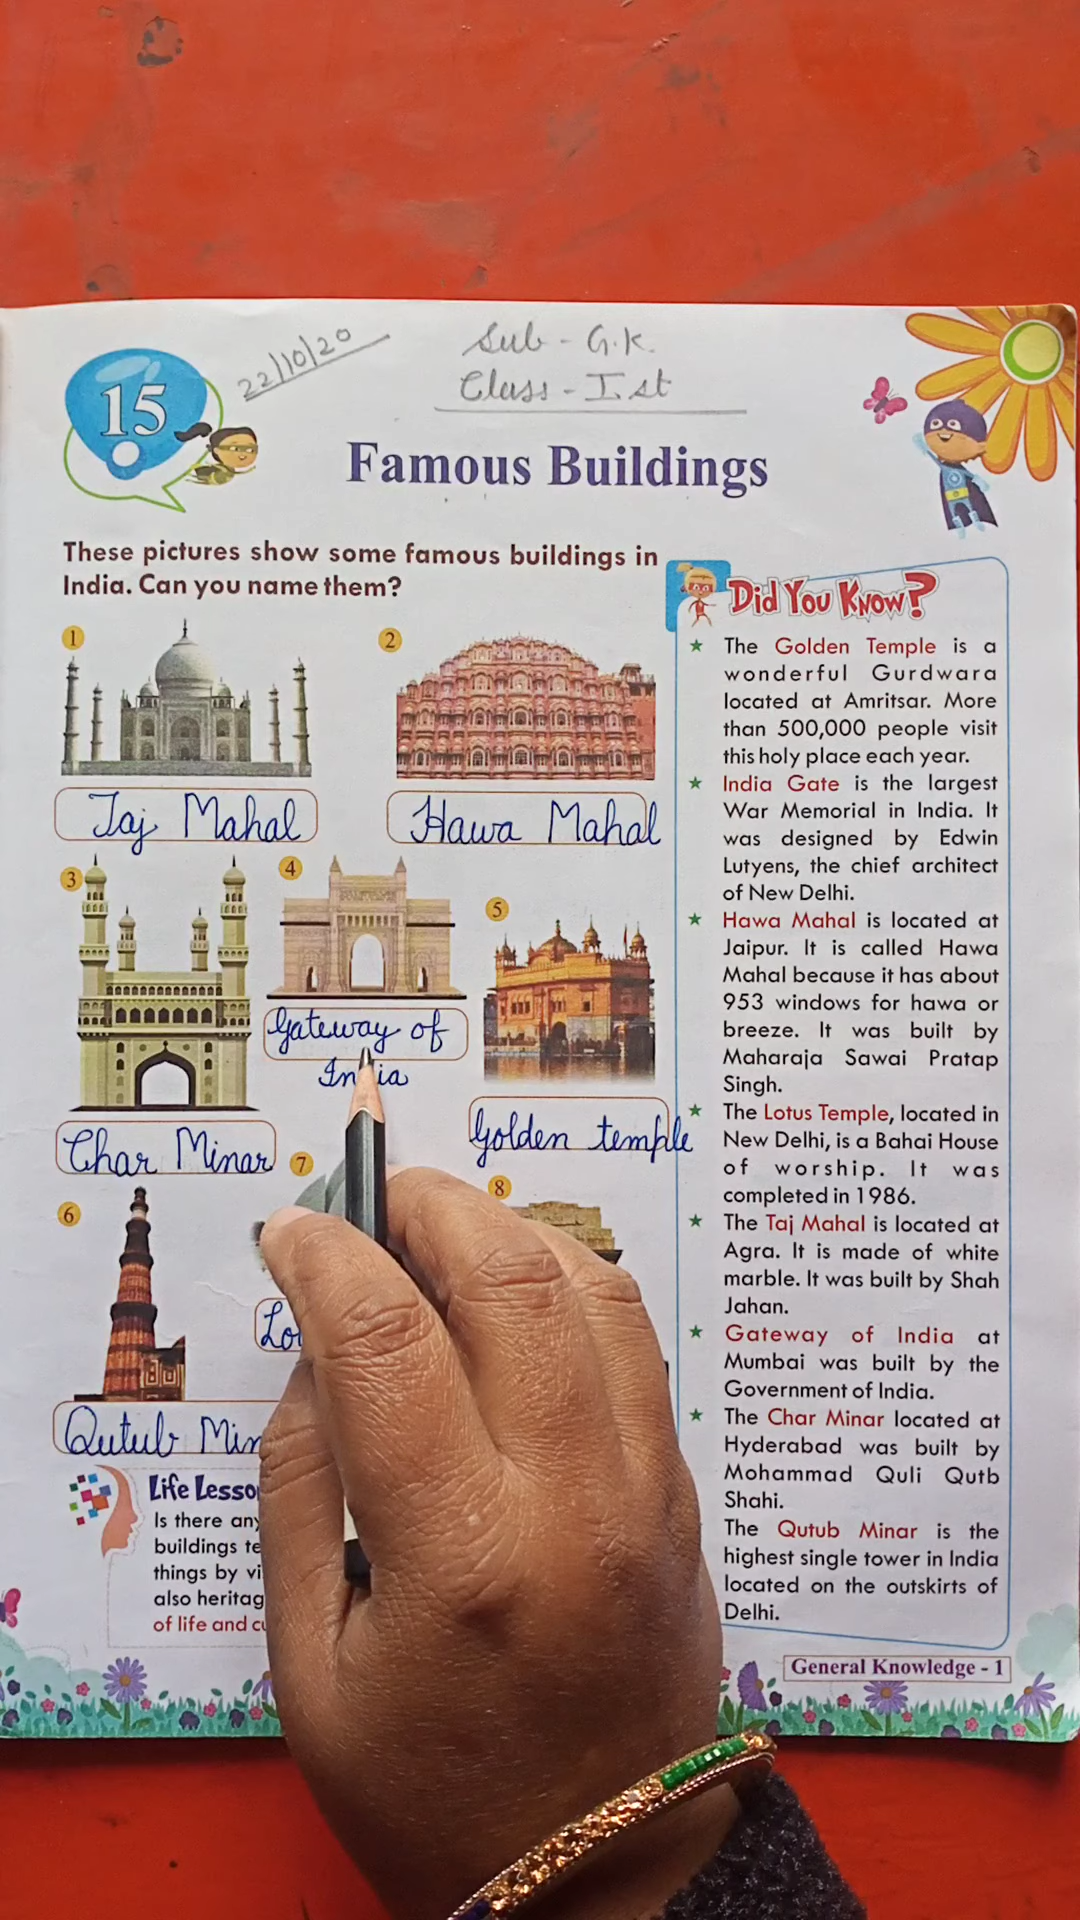 22/10/20
Sub - G.K.
Class - I st
15
Famous Buildings
These pictures show some famous buildings in
India. Can you name them?
1
2
Taj Mahal
Hawa Mahal
3
4
5
Gateway of
India
Char Minar
Golden temple
6
7
8
Qutub
Life
Is there any
buildings
things by
also
of life and
Did You Know?
★ The Golden Temple is a
wonderful Gurdwara
located at Amritsar. More
than 500,000 people visit
this holy place each year.
★ India Gate is the largest
War Memorial in India. It
was designed by Edwin
Lutyens, the chief architect
of New Delhi.
★ Hawa Mahal is located at
Jaipur. It is called Hawa
Mahal because it has about
953 windows for hawa or
breeze. It was built by
Maharaja Sawai Pratap
Singh.
★ The Lotus Temple, located in
New Delhi, is a Bahai House
of worship. It was
completed in 1986.
★ The Taj Mahal is located at
Agra. It is made of white
marble. It was built by Shah
Jahan.
★ Gateway of India at
Mumbai was built by the
Government of India.
★ The Char Minar located at
Hyderabad was built by
Mohammad Quli Qutb
Shahi.
The Qutub Minar is the
highest single tower in India
located on the outskirts of
Delhi.
General Knowledge - 1